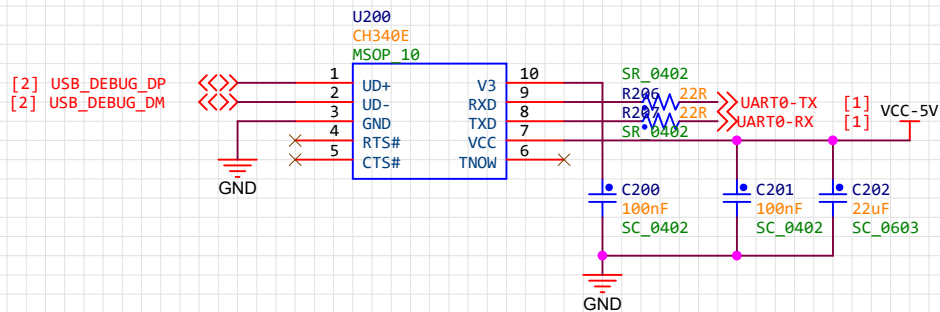 U200
CH340E
MSOP_10
[2] USB_DEBUG_DP
[2] USB_DEBUG_DM
1 UD+
2 UD-
3 GND
4 RTS#
5 CTS#
V3 10
RXD 9
TXD 8
VCC 7
TNOW 6
GND
SR_0402
R206 22R
R207 22R
SR_0402
UART0-TX [1]
UART0-RX [1]
VCC-5V
C200
100nF
SC_0402
C201
100nF
SC_0402
C202
22uF
SC_0603
GND